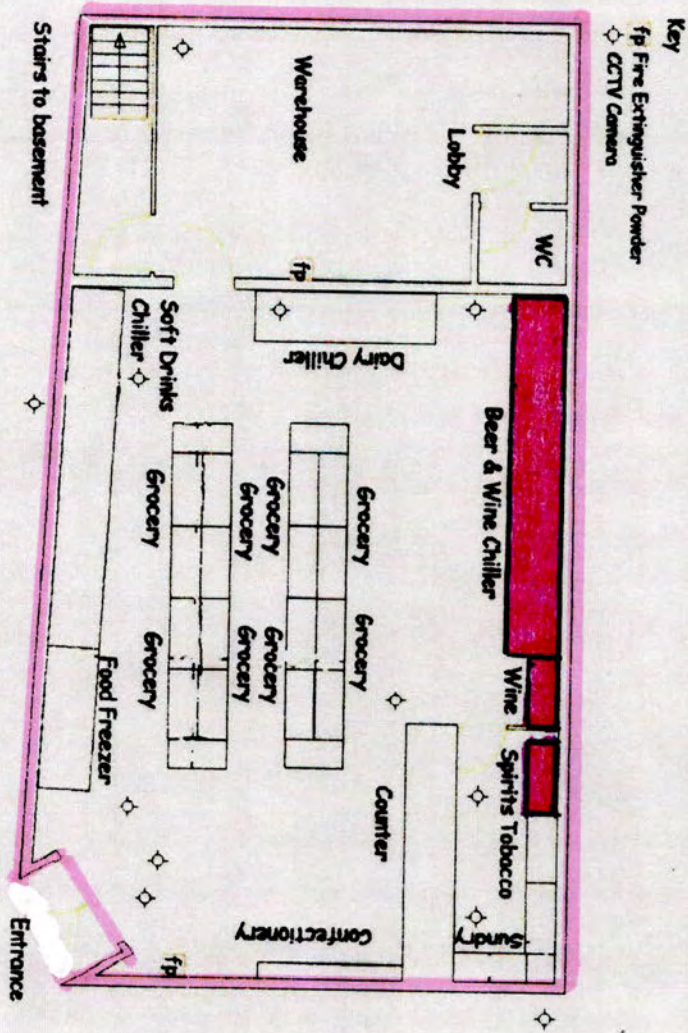 Key
fp Fire Extinguisher Powder
CCTV Camera
Stairs to basement
Warehouse
Lobby
WC
fp
Soft Drinks
Chiller
Dairy Chiller
Beer & Wine Chiller
Grocery
Grocery
Grocery
Grocery
Grocery
Grocery
Grocery
Grocery
Wine
Spirits Tobacco
Food Freezer
Counter
Sundry
Confectionery
fp
Entrance